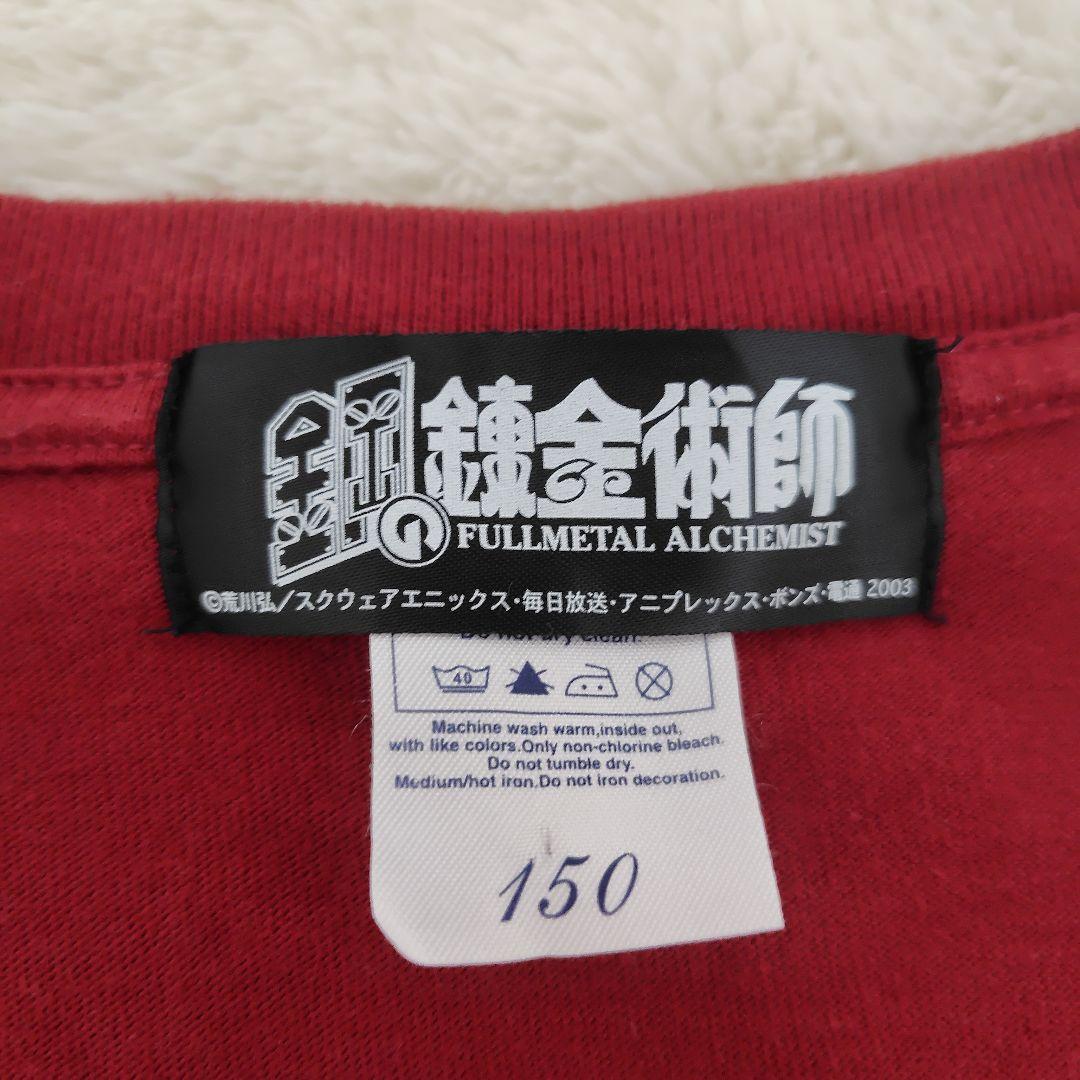 鋼の錬金術師
FULLMETAL ALCHEMIST
©荒川弘/スクウェアエニックス・毎日放送・アニプレックス・ボンズ・電通 2003
Do not dry clean.
40
Machine wash warm,inside out,
with like colors.Only non-chlorine bleach.
Do not tumble dry.
Medium/hot iron.Do not iron decoration.
150